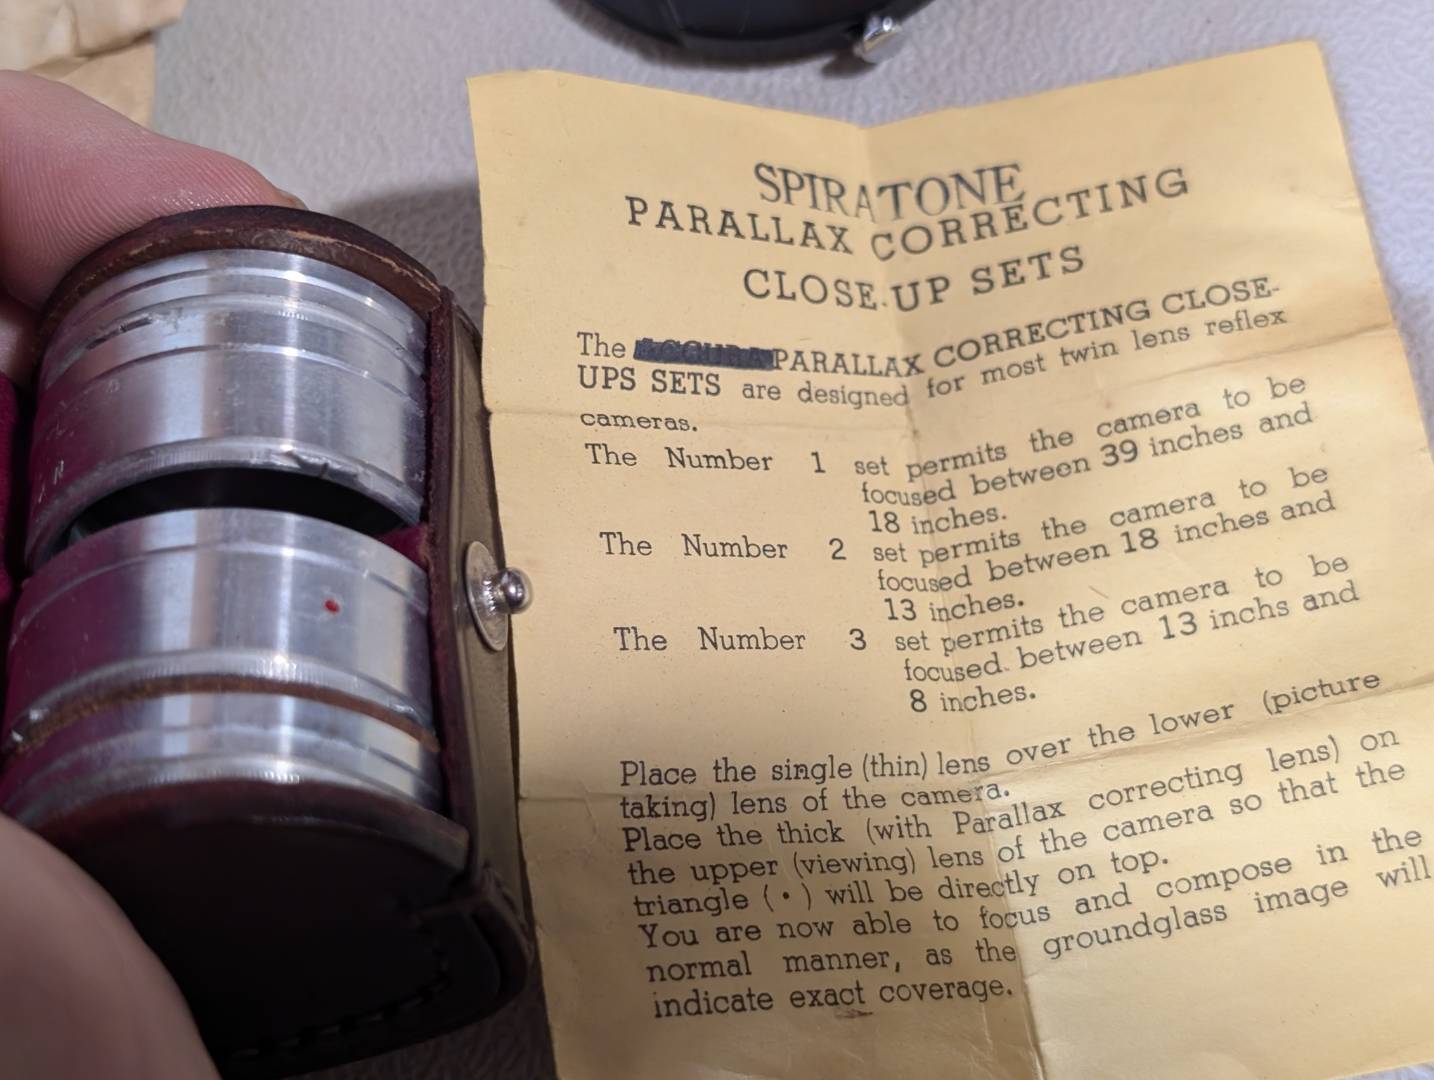 SPIRATONE
PARALLAX CORRECTING
CLOSE-UP SETS
The PARALLAX CORRECTING CLOSE-
UPS SETS are designed for most twin lens reflex
cameras.
The Number 1 set permits the camera to be
focused between 39 inches and
18 inches.
The Number 2 set permits the camera to be
focused between 18 inches and
13 inches.
The Number 3 set permits the camera to be
focused. between 13 inchs and
8 inches.
Place the single (thin) lens over the lower (picture
taking) lens of the camera.
Place the thick (with Parallax correcting lens) on
the upper (viewing) lens of the camera so that the
triangle (•) will be directly on top.
You are now able to focus and compose in the
normal manner, as the groundglass image will
indicate exact coverage.